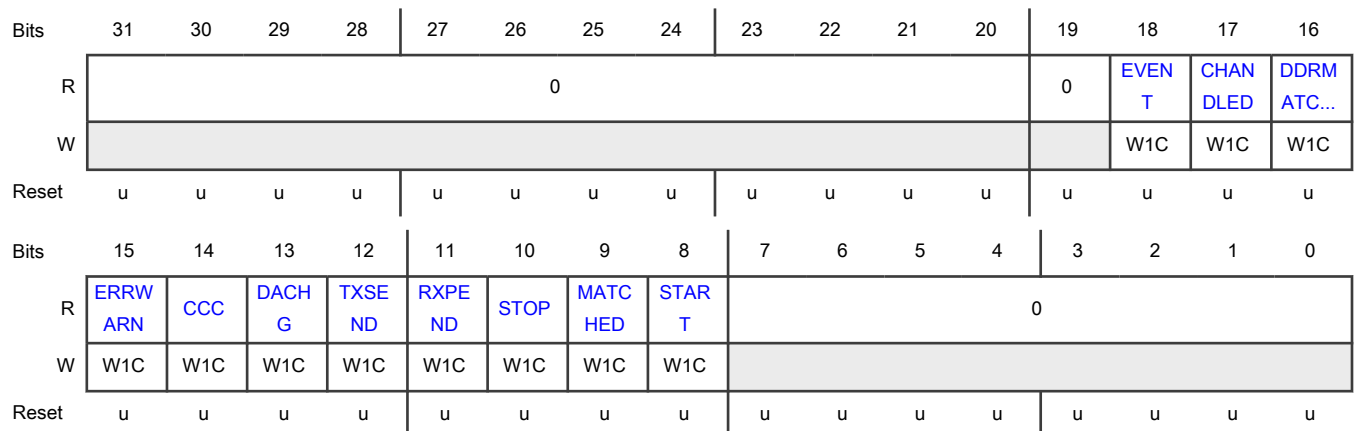 Bits 31 30 29 28 27 26 25 24 23 22 21 20 19 18 17 16
R 0 0 EVEN CHAN DDRM
T DLED ATC...
W W1C W1C W1C
Reset u u u u u u u u u u u u u u u u
Bits 15 14 13 12 11 10 9 8 7 6 5 4 3 2 1 0
R ERRW CCC DACH TXSE RXPE STOP MATC STAR 0
ARN G ND ND HED T
W W1C W1C W1C W1C W1C W1C W1C W1C
Reset u u u u u u u u u u u u u u u u